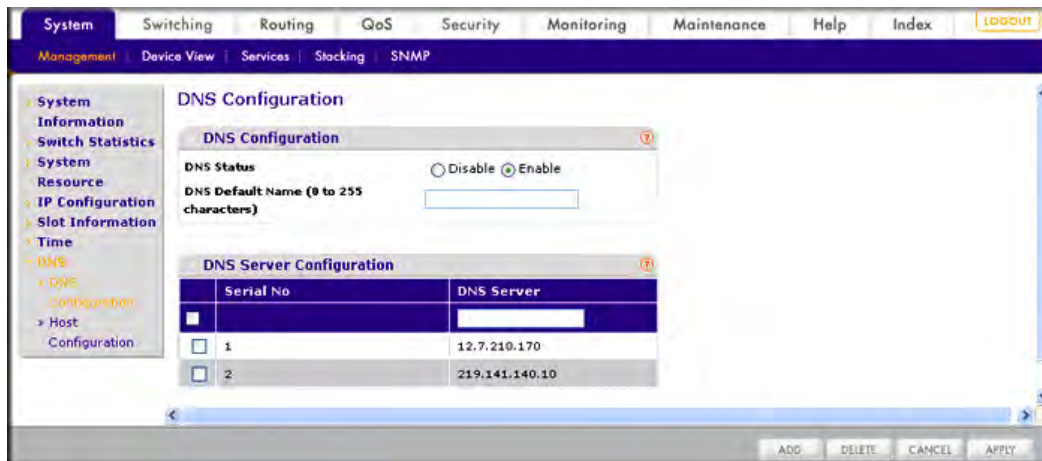 System Switching Routing QoS Security Monitoring Maintenance Help Index LOGOUT
Management Device View Services Stacking SNMP
System
Information
Switch Statistics
System
Resource
IP Configuration
Slot Information
Time
DNS
» DNS
Configuration
» Host
Configuration
DNS Configuration
DNS Configuration ?
DNS Status Disable Enable
DNS Default Name (0 to 255
characters)
DNS Server Configuration ?
Serial No DNS Server
1 12.7.210.170
2 219.141.140.10
ADD DELETE CANCEL APPLY